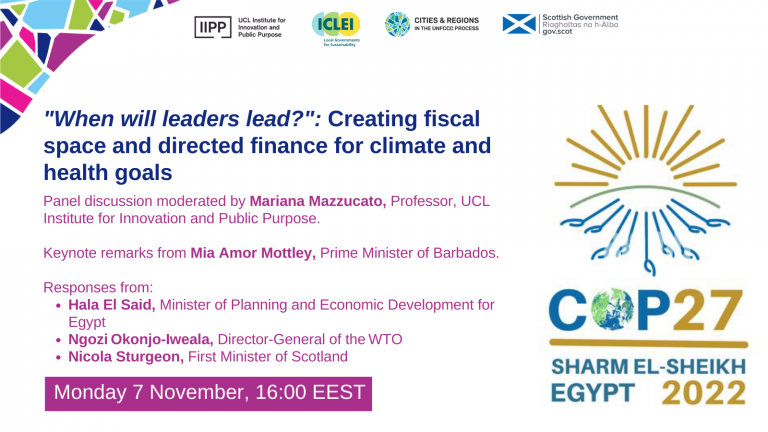 IIPP
UCL Institute for
Innovation and
Public Purpose
ICLEI
Local Governments
for Sustainability
CITIES & REGIONS
IN THE UNFCCC PROCESS
Scottish Government
Riaghaltas na h-Alba
gov.scot
"When will leaders lead?": Creating fiscal
space and directed finance for climate and
health goals
Panel discussion moderated by Mariana Mazzucato, Professor, UCL
Institute for Innovation and Public Purpose.
Keynote remarks from Mia Amor Mottley, Prime Minister of Barbados.
Responses from:
• Hala El Said, Minister of Planning and Economic Development for
Egypt
• Ngozi Okonjo-Iweala, Director-General of the WTO
• Nicola Sturgeon, First Minister of Scotland
Monday 7 November, 16:00 EEST
COP27
SHARM EL-SHEIKH
EGYPT 2022